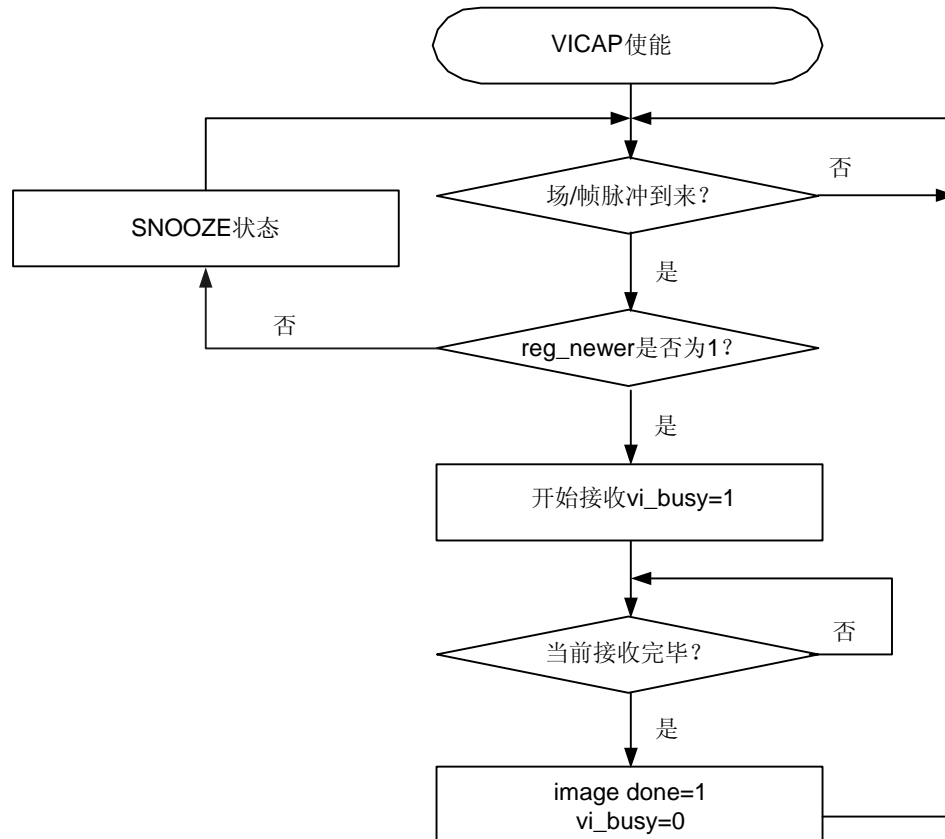 VICAP使能
场/帧脉冲到来？
否
SNOOZE状态
是
否
reg_newer是否为1？
是
开始接收vi_busy=1
当前接收完毕？
否
是
image done=1
vi_busy=0